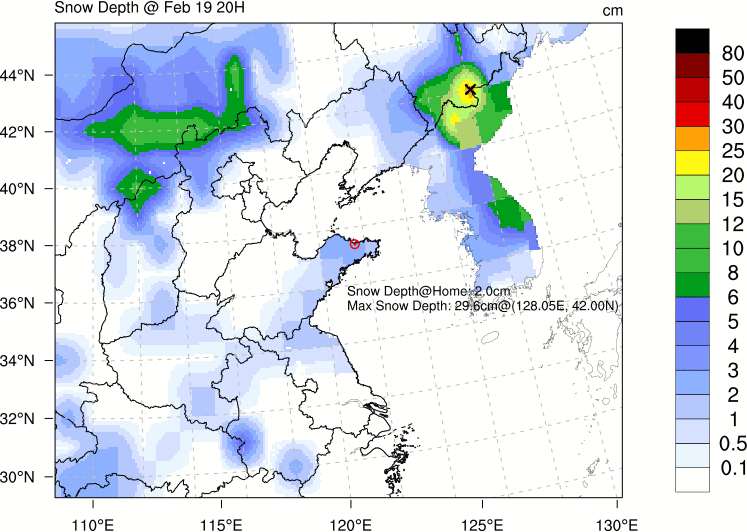 Snow Depth @ Feb 19 20H
cm
44°N
42°N
40°N
38°N
36°N
34°N
32°N
30°N
110°E
115°E
120°E
125°E
130°E
Snow Depth@Home: 2.0cm
Max Snow Depth: 29.6cm@(128.05E, 42.00N)
80
50
40
30
25
20
15
12
10
8
6
5
4
3
2
1
0.5
0.1